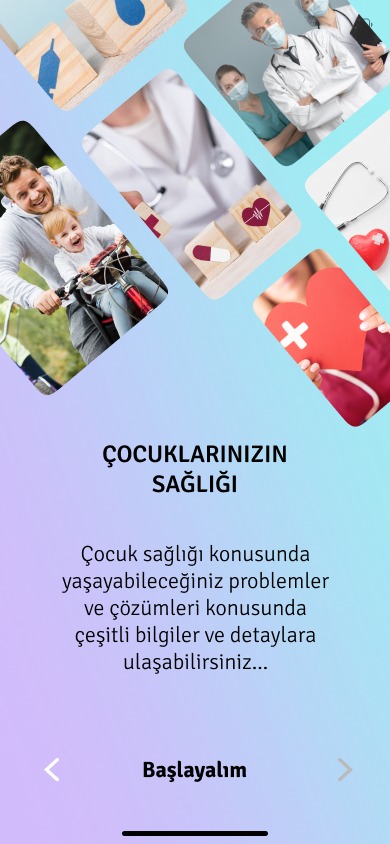 ÇOCUKLARINIZIN
SAĞLIĞI
Çocuk sağlığı konusunda
yaşayabileceğiniz problemler
ve çözümleri konusunda
çeşitli bilgiler ve detaylara
ulaşabilirsiniz...
Başlayalım